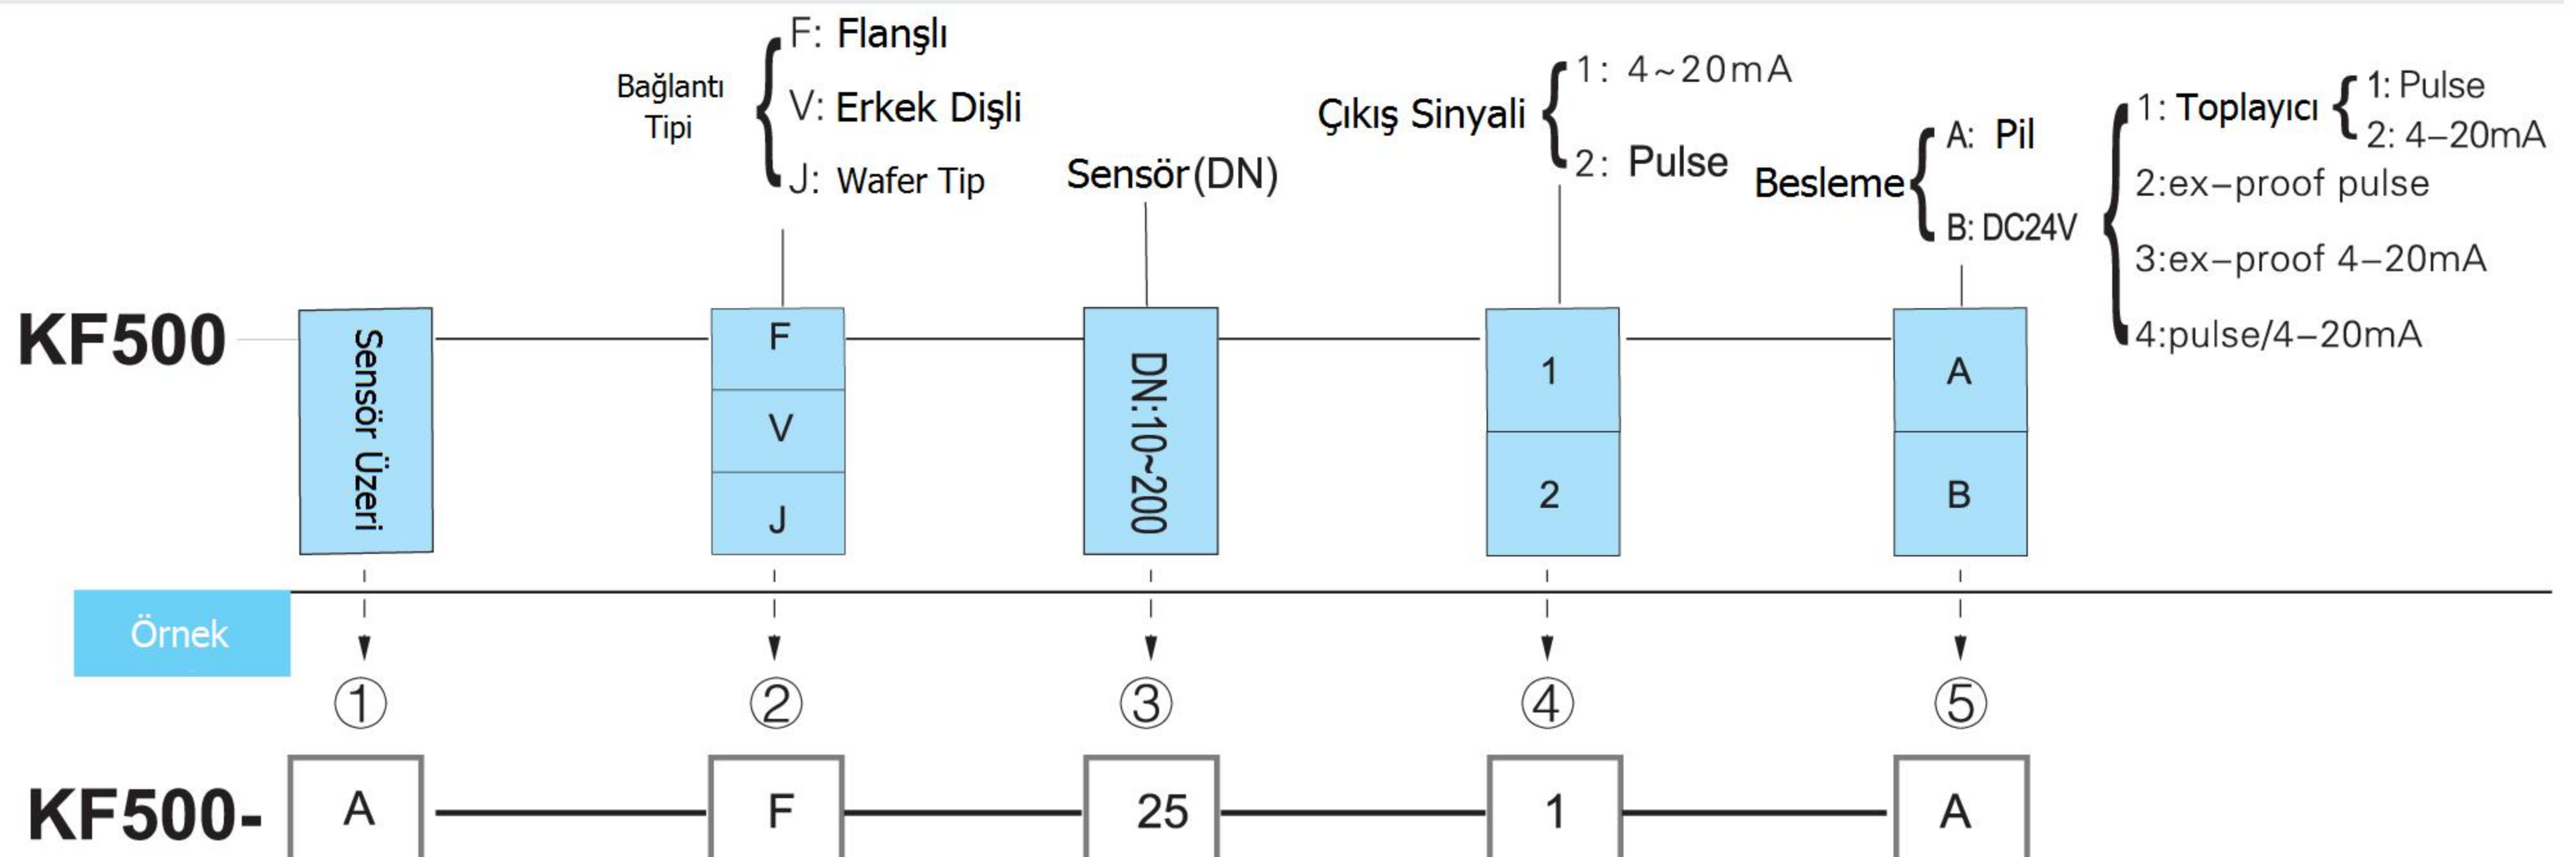 Bağlantı
Tipi
F: Flanşlı
V: Erkek Dişli
J: Wafer Tip
Sensör(DN)
Çıkış Sinyali
1: 4~20mA
2: Pulse
Besleme
A: Pil
B: DC24V
1: Toplayıcı
1: Pulse
2: 4-20mA
2:ex-proof pulse
3:ex-proof 4-20mA
4:pulse/4-20mA
KF500
Sensör Üzeri
F
V
J
DN:10~200
1
2
A
B
Örnek
① ② ③ ④ ⑤
KF500- A F 25 1 A